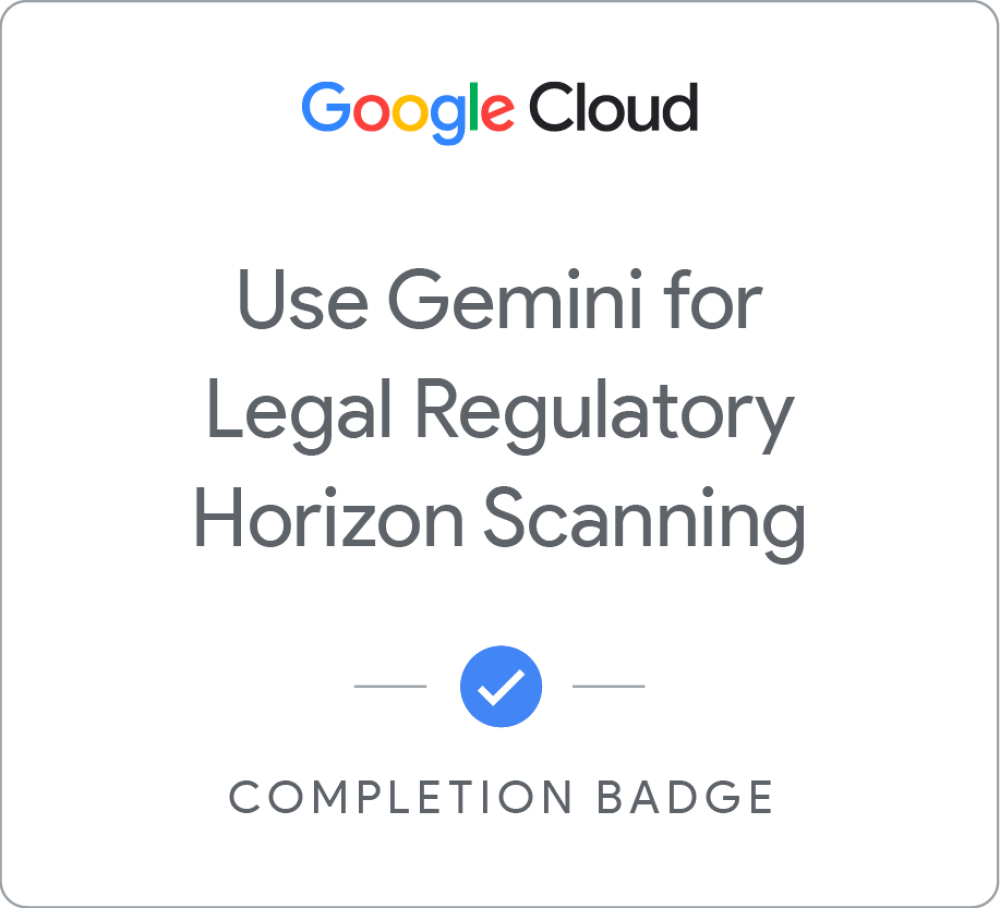 Google Cloud
Use Gemini for
Legal Regulatory
Horizon Scanning
COMPLETION BADGE